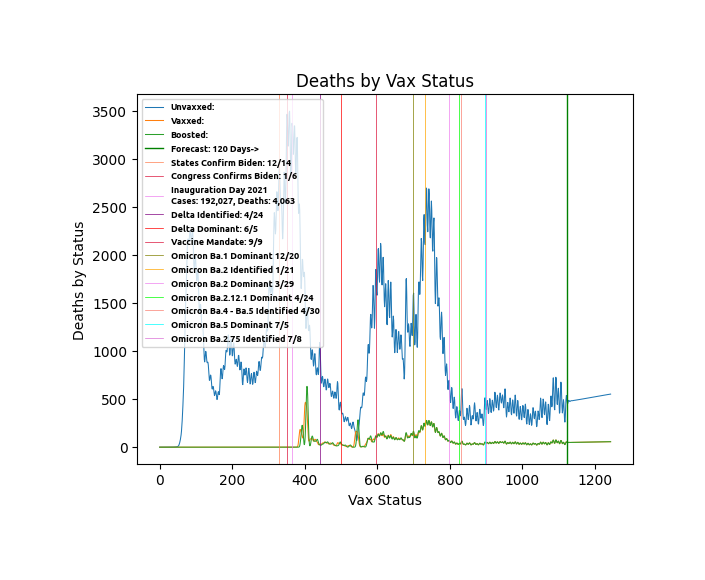 Deaths by Vax Status
Deaths by Status
3500
3000
2500
2000
1500
1000
500
0
Unvaxxed:
Vaxxed:
Boosted:
Forecast: 120 Days->
States Confirm Biden: 12/14
Congress Confirms Biden: 1/6
Inauguration Day 2021
Cases: 192,027, Deaths: 4,063
Delta Identified: 4/24
Delta Dominant: 6/5
Vaccine Mandate: 9/9
Omicron Ba.1 Dominant 12/20
Omicron Ba.2 Identified 1/21
Omicron Ba.2 Dominant 3/29
Omicron Ba.2.12.1 Dominant 4/24
Omicron Ba.4 - Ba.5 Identified 4/30
Omicron Ba.5 Dominant 7/5
Omicron Ba.2.75 Identified 7/8
0 200 400 600 800 1000 1200
Vax Status